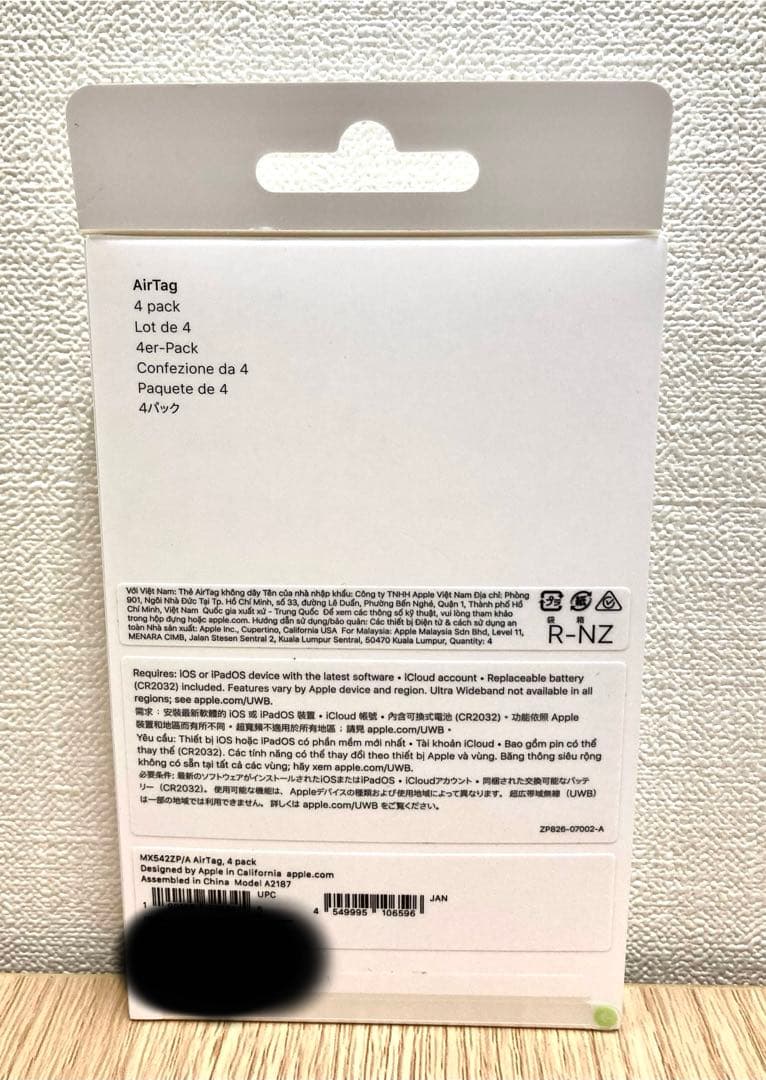 AirTag
4 pack
Lot de 4
4er-Pack
Confezione da 4
Paquete de 4
4パック
Với Việt Nam: Thẻ AirTag không dây Tên của nhà nhập khẩu: Công ty TNHH Apple Việt Nam Địa chỉ: Phòng
901, Ngôi Nhà Đức Tại Tp. Hồ Chí Minh, số 33, đường Lê Duẩn, Phường Bến Nghé, Quận 1, Thành phố Hồ
Chí Minh, Việt Nam Quốc gia xuất xứ - Trung Quốc Để xem các thông số kỹ thuật, vui lòng tham khảo
trong hộp đựng hoặc apple.com. Hướng dẫn sử dụng/bảo quản: Các thiết bị Điện tử & cách sử dụng an
toàn Nhà sản xuất: Apple Inc., Cupertino, California USA For Malaysia: Apple Malaysia Sdn Bhd, Level 11,
MENARA CIMB, Jalan Stesen Sentral 2, Kuala Lumpur Sentral, 50470 Kuala Lumpur, Quantity: 4
プラ 紙
袋 箱
R-NZ
Requires: iOS or iPadOS device with the latest software • iCloud account • Replaceable battery
(CR2032) included. Features vary by Apple device and region. Ultra Wideband not available in all
regions; see apple.com/UWB.
需求：安裝最新軟體的 iOS 或 iPadOS 裝置 • iCloud 帳號 • 內含可換式電池 (CR2032) • 功能依照 Apple
裝置和地區而有所不同 • 超寬頻不適用於所有地區；請見 apple.com/UWB •
Yêu cầu: Thiết bị iOS hoặc iPadOS có phần mềm mới nhất • Tài khoản iCloud • Bao gồm pin có thể
thay thế (CR2032). Các tính năng có thể thay đổi theo thiết bị Apple và vùng. Băng thông siêu rộng
không có sẵn tại tất cả các vùng; hãy xem apple.com/UWB.
必要条件: 最新のソフトウェアがインストールされたiOSまたはiPadOS • iCloudアカウント • 同梱された交換可能なバッテ
リー（CR2032）。使用可能な機能は、Appleデバイスの種類および使用地域によって異なります。超広帯域無線（UWB）
は一部の地域では利用できません。詳しくは apple.com/UWB をご覧ください。
ZP826-07002-A
MX542ZP/A AirTag, 4 pack
Designed by Apple in California apple.com
Assembled in China Model A2187
UPC
1
4 549995 106596
JAN